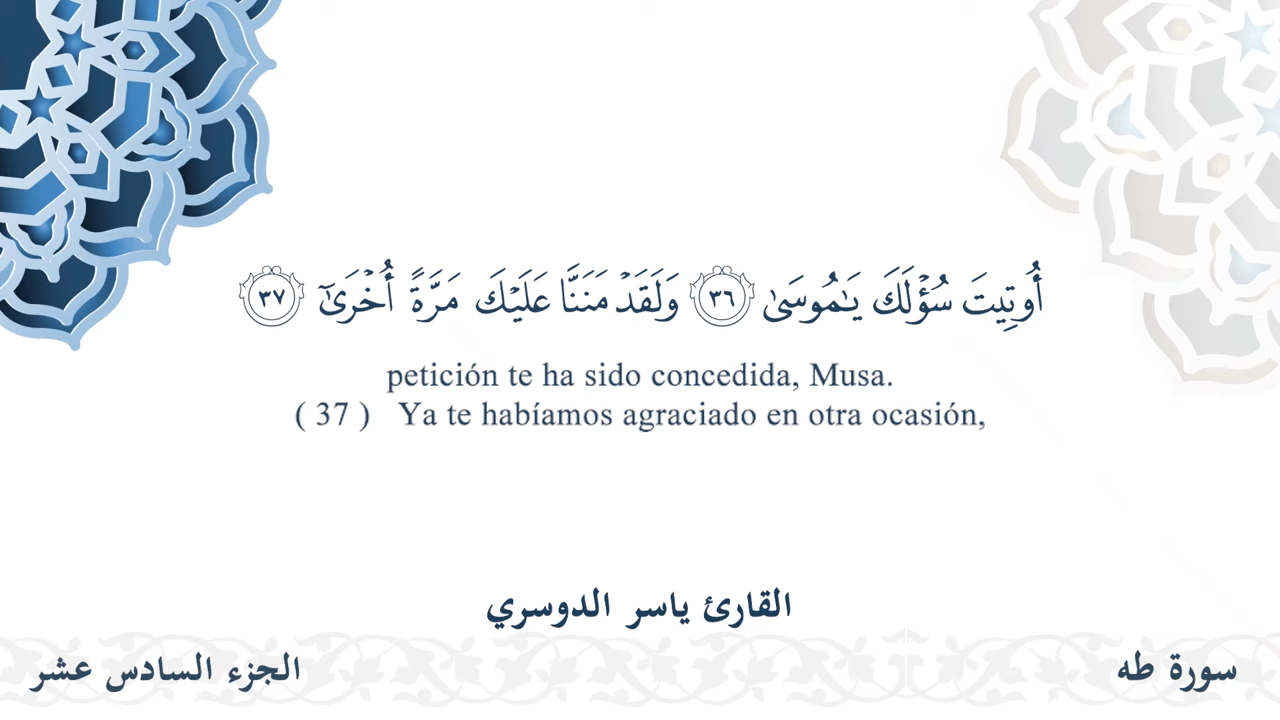 أُوتِيتَ سُؤْلَكَ يَـٰمُوسَىٰ ٣٦ وَلَقَدْ مَنَنَّا عَلَيْكَ مَرَّةً أُخْرَىٰٓ ٣٧
petición te ha sido concedida, Musa.
( 37 ) Ya te habíamos agraciado en otra ocasión,
القارئ ياسر الدوسري
سورة طه
الجزء السادس عشر